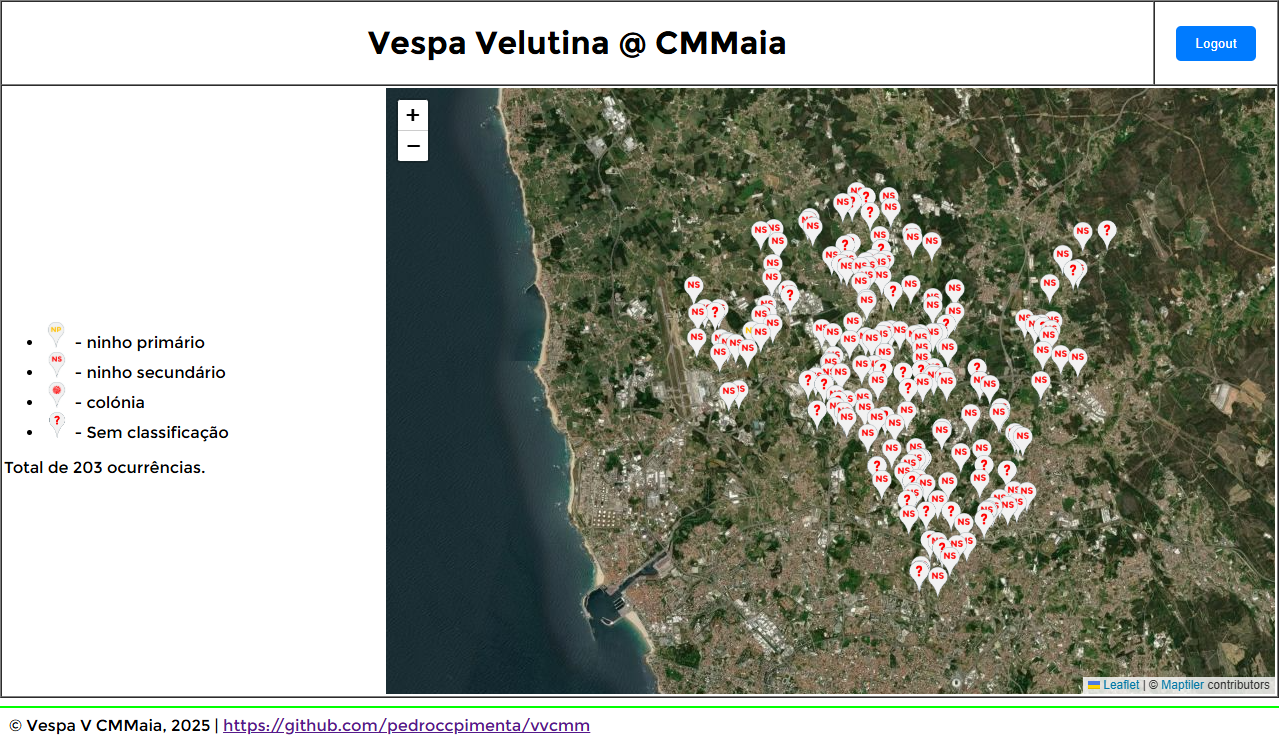 Vespa Velutina @ CMMaia
Logout
+
−
NP - ninho primário
NS - ninho secundário
- colónia
? - Sem classificação
Total de 203 ocurrências.
Leaflet | © Maptiler contributors
© Vespa V CMMaia, 2025 | https://github.com/pedroccpimenta/vvcmm